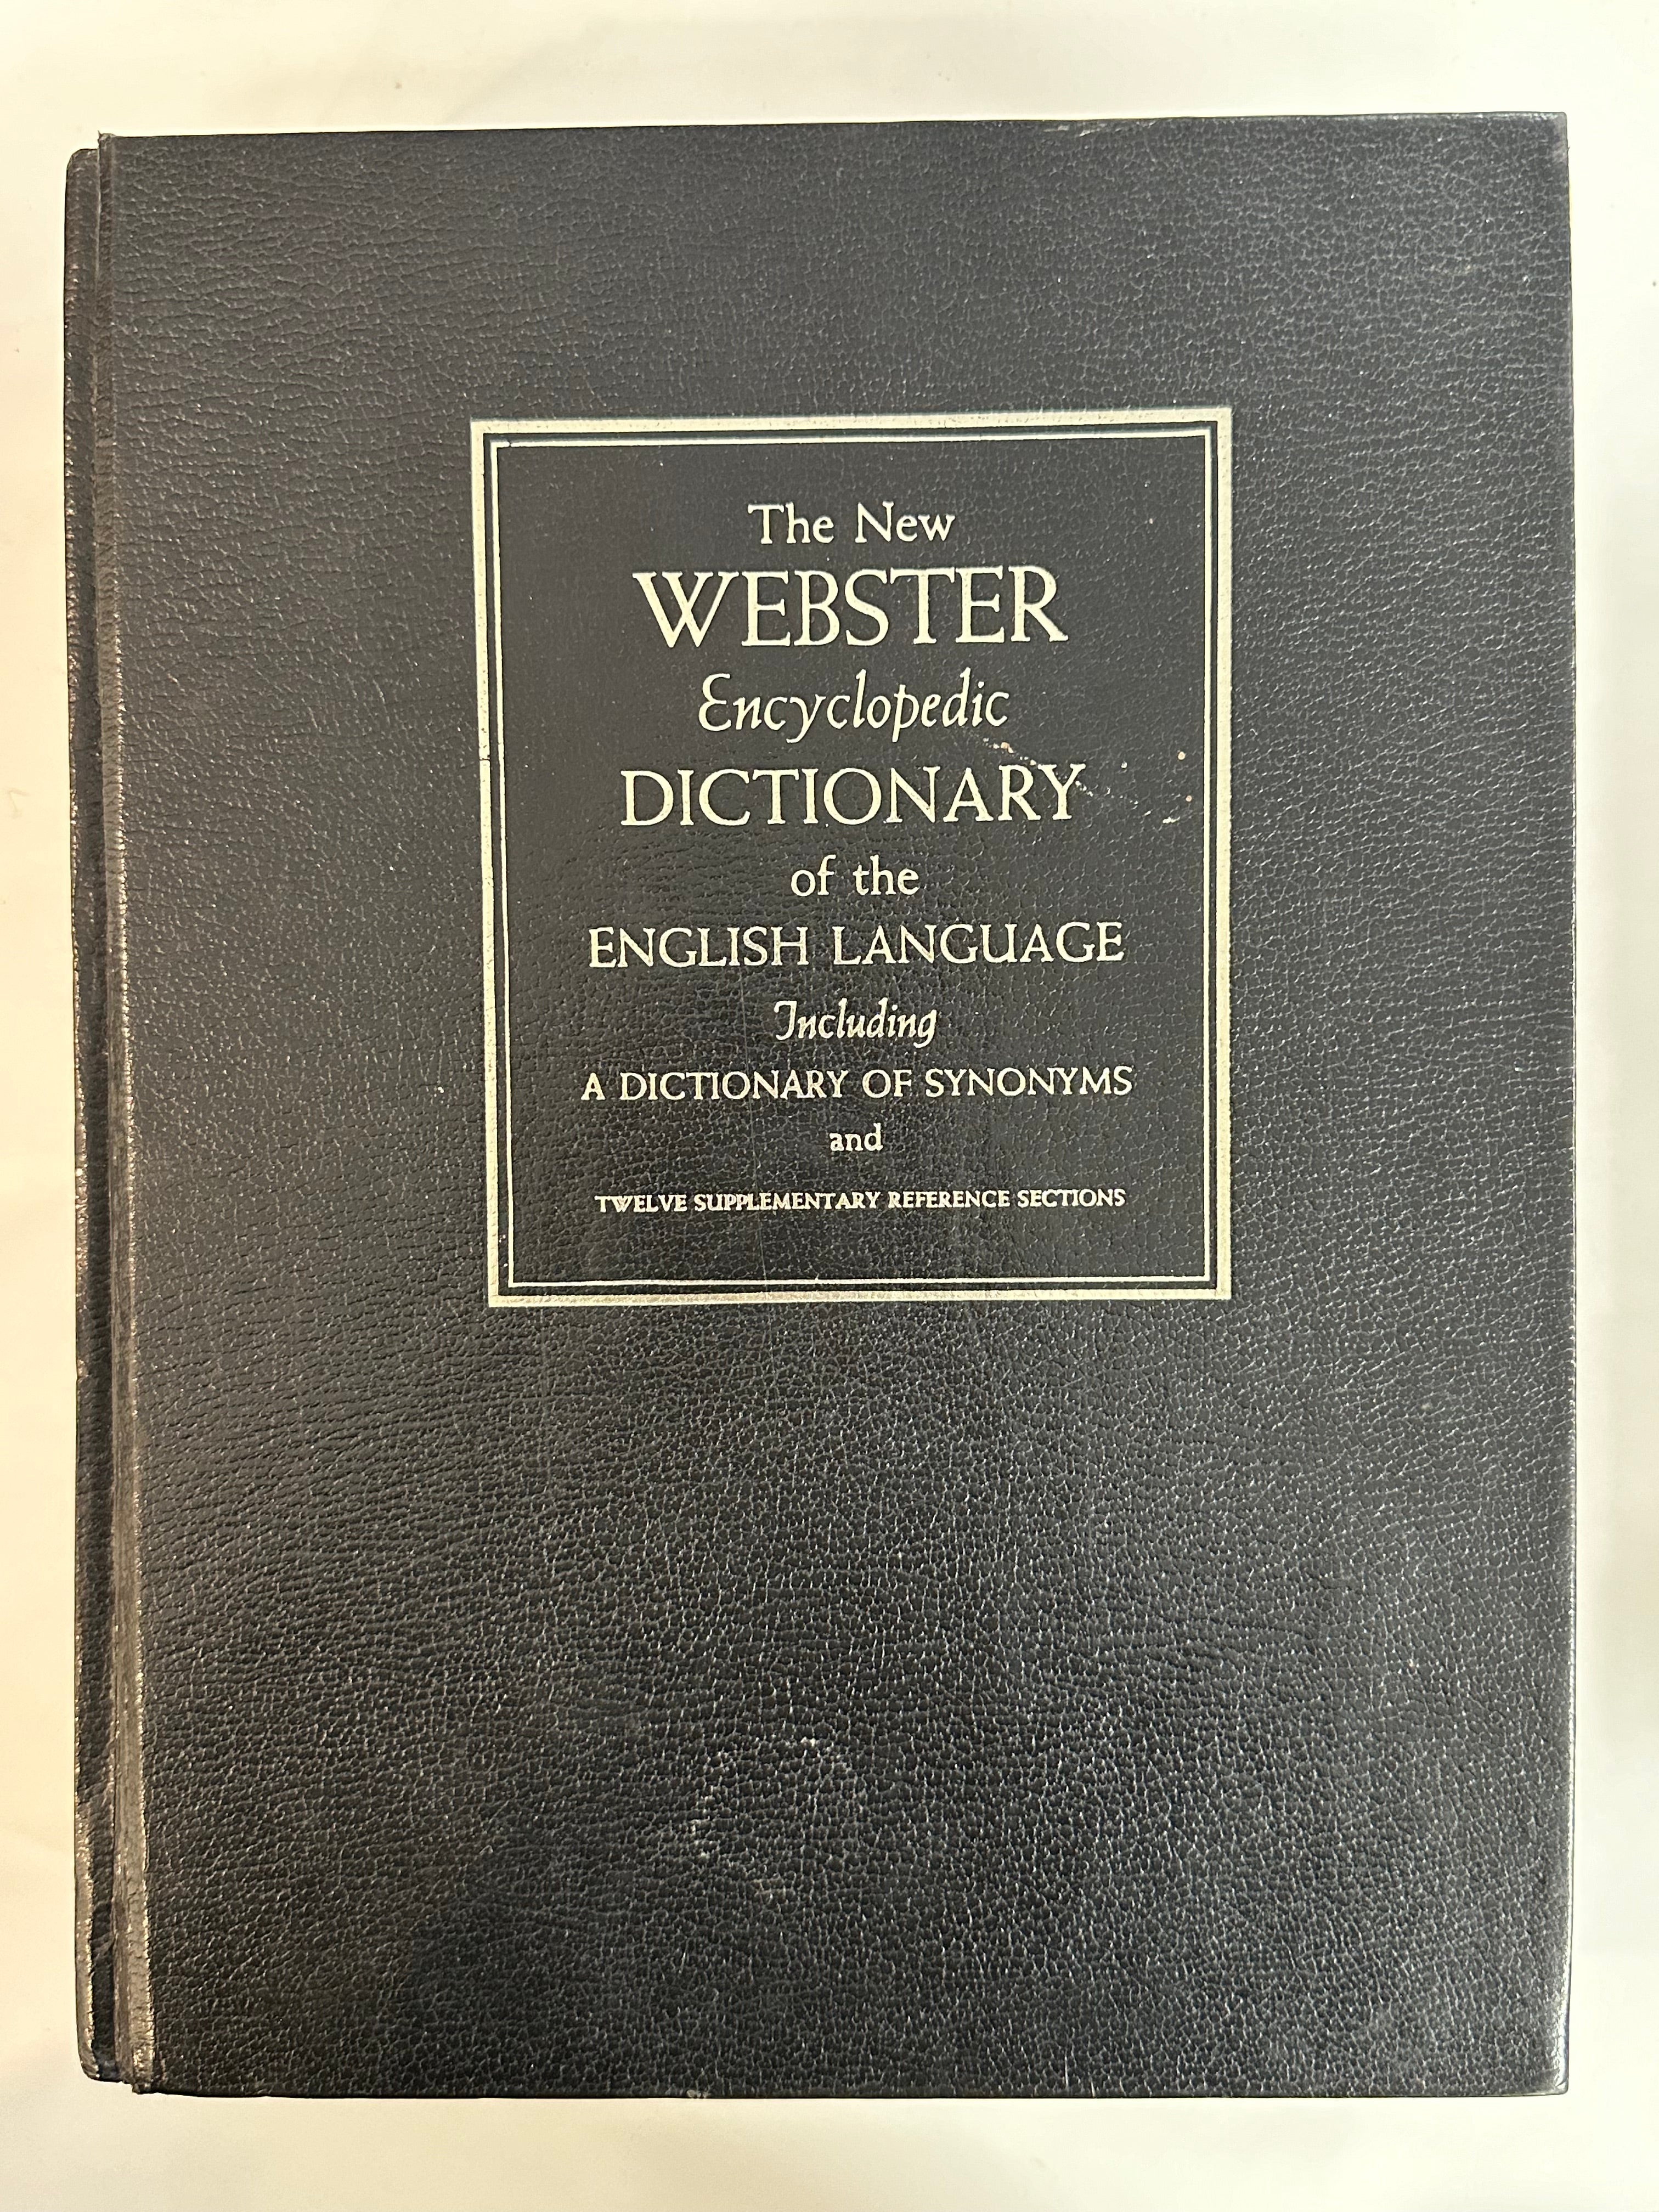 The New
WEBSTER
Encyclopedic
DICTIONARY
of the
ENGLISH LANGUAGE
Including
A DICTIONARY OF SYNONYMS
and
TWELVE SUPPLEMENTARY REFERENCE SECTIONS